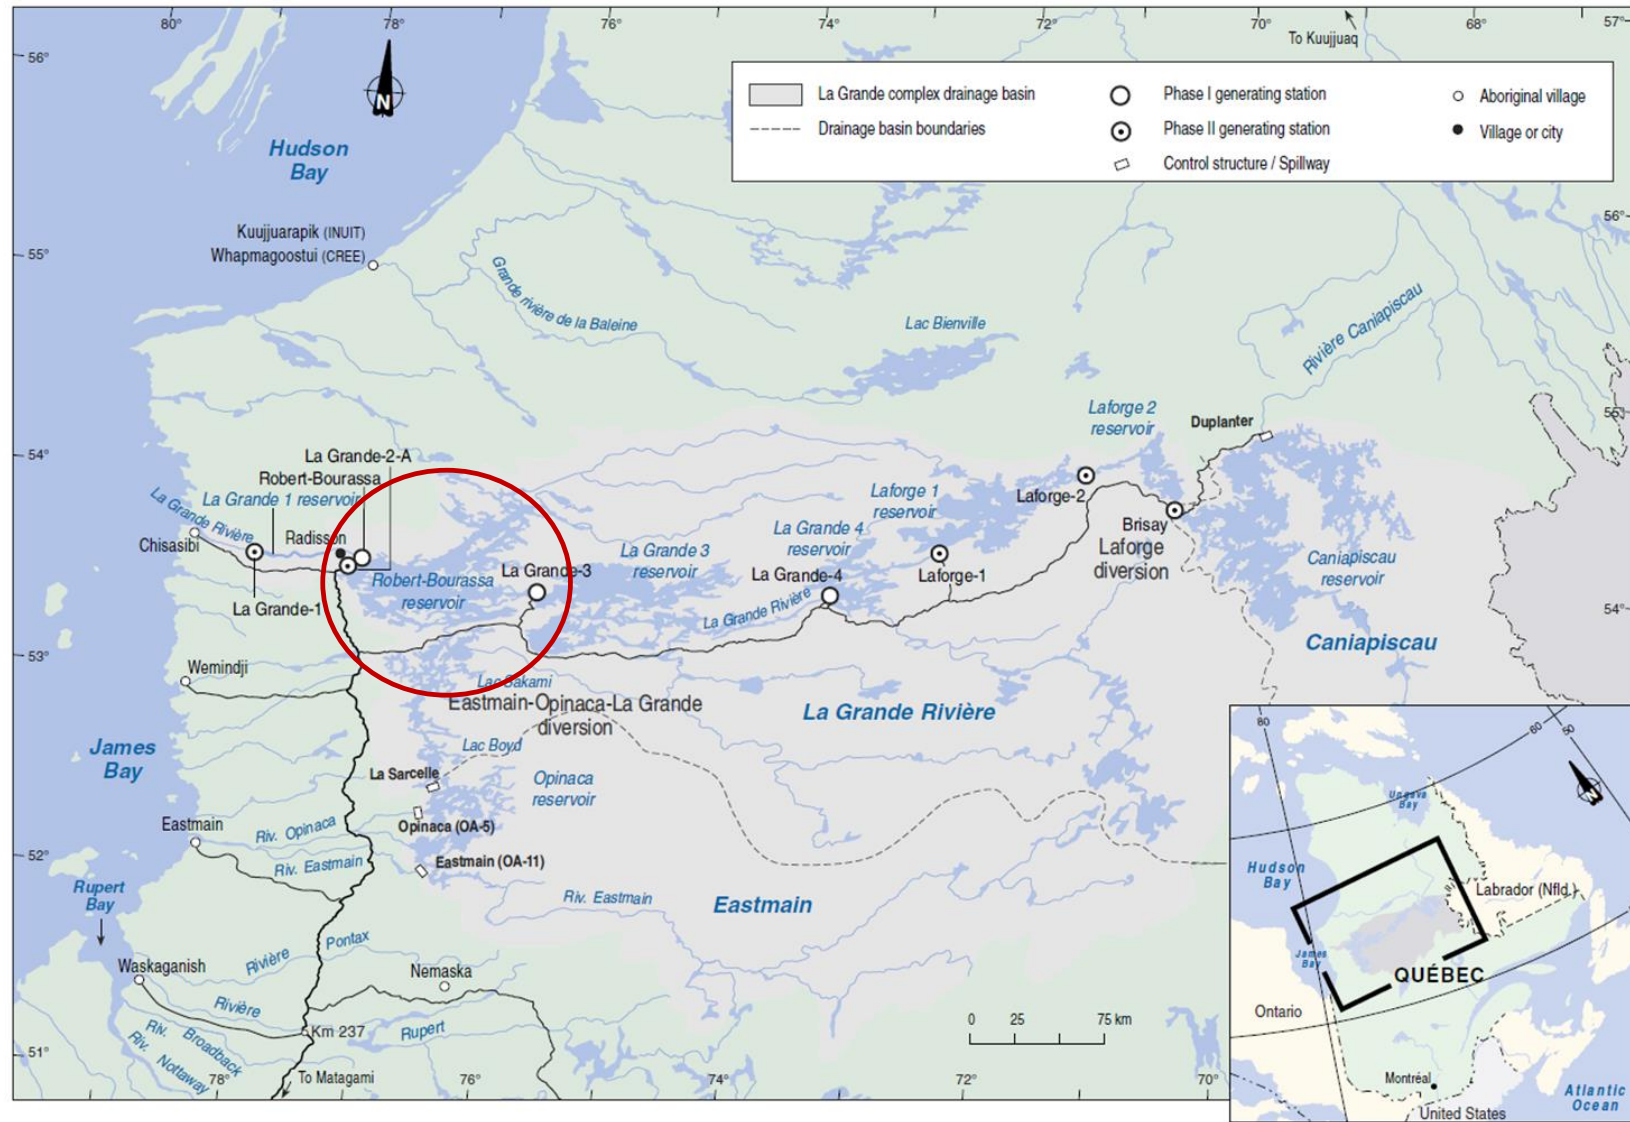 80°
78°
76°
74°
72°
70°
68°
57°
56°
To Kuujjuaq
La Grande complex drainage basin
Drainage basin boundaries
Phase I generating station
Phase II generating station
Control structure / Spillway
Aboriginal village
Village or city
N
Hudson
Bay
56°
Kuujjuarapik (INUIT)
Whapmagoostui (CREE)
55°
Grande rivière de la Baleine
Lac Bienville
Rivière Caniapiscau
55°
Laforge 2
reservoir
Duplanter
54°
La Grande-2-A
Robert-Bourassa
La Grande 1 reservoir
La Grande Rivière
Radisson
Chisasibi
La Grande-1
Robert-Bourassa
reservoir
La Grande-3
La Grande 3
reservoir
La Grande 4
reservoir
La Grande-4
La Grande Rivière
Laforge 1
reservoir
Laforge-1
Laforge-2
Brisay
Laforge
diversion
Caniapiscau
reservoir
54°
Caniapiscau
53°
Wemindji
Lac Sakami
Eastmain-Opinaca-La Grande
diversion
La Grande Rivière
James
Bay
Lac Boyd
La Sarcelle
Opinaca
reservoir
Opinaca (OA-5)
Eastmain
Riv. Opinaca
52°
Riv. Eastmain
Eastmain (OA-11)
Riv. Eastmain
Eastmain
Rupert
Bay
Waskaganish
Rivière Pontax
Nemaska
Rivière Rupert
Km 237
Riv. Broadback
Riv. Nottaway
51°
To Matagami
0 25 75 km
78°
76°
74°
72°
70°
80
60
50
N
Ungava
Bay
Hudson
Bay
Labrador (Nfld.)
James
Bay
QUÉBEC
Ontario
Montréal
United States
Atlantic
Ocean